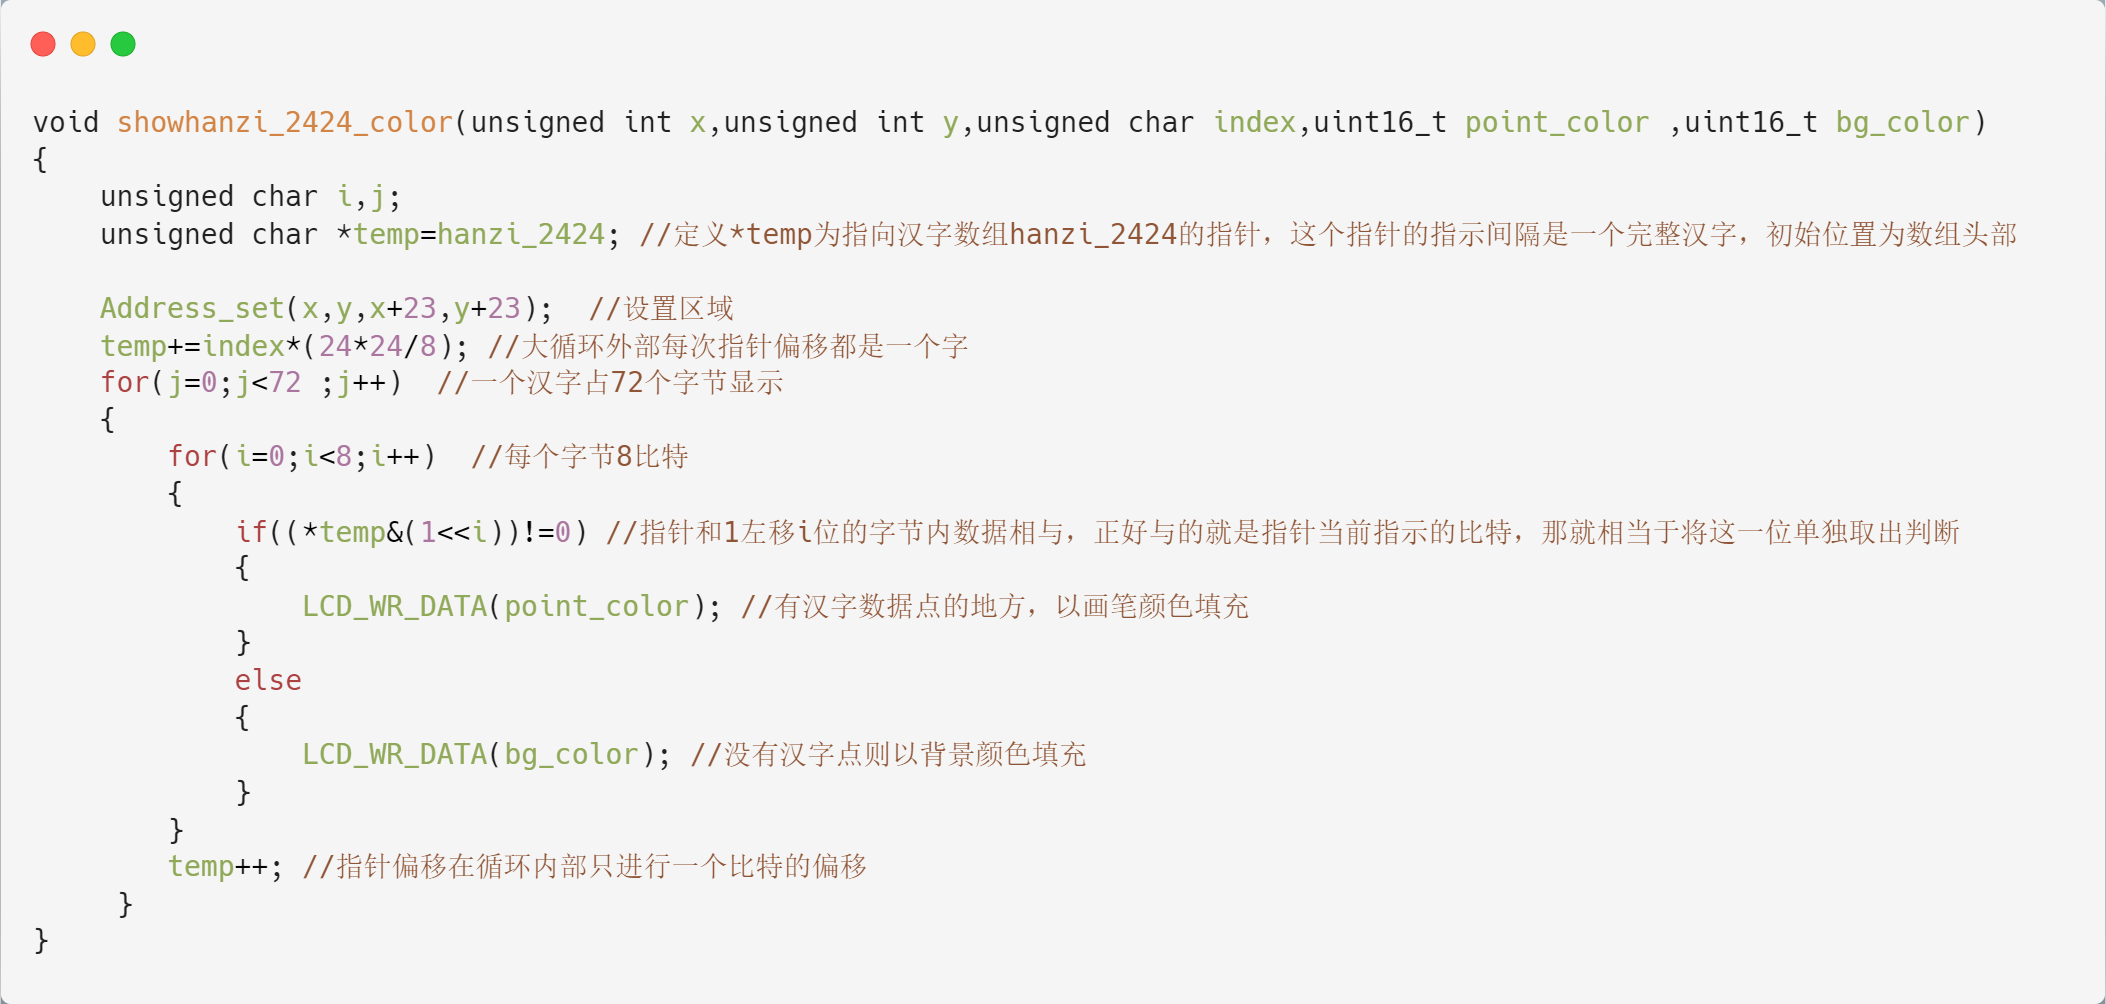 void showhanzi_2424_color(unsigned int x,unsigned int y,unsigned char index,uint16_t point_color ,uint16_t bg_color)
{
    unsigned char i,j;
    unsigned char *temp=hanzi_2424; //定义*temp为指向汉字数组hanzi_2424的指针，这个指针的指示间隔是一个完整汉字，初始位置为数组头部
    Address_set(x,y,x+23,y+23);  //设置区域
    temp+=index*(24*24/8); //大循环外部每次指针偏移都是一个字
    for(j=0;j<72 ;j++)  //一个汉字占72个字节显示
    {
        for(i=0;i<8;i++)  //每个字节8比特
        {
            if((*temp&(1<<i))!=0) //指针和1左移i位的字节内数据相与，正好与的就是指针当前指示的比特，那就相当于将这一位单独取出判断
            {
                LCD_WR_DATA(point_color); //有汉字数据点的地方，以画笔颜色填充
            }
            else
            {
                LCD_WR_DATA(bg_color); //没有汉字点则以背景颜色填充
            }
        }
        temp++; //指针偏移在循环内部只进行一个比特的偏移
     }
}